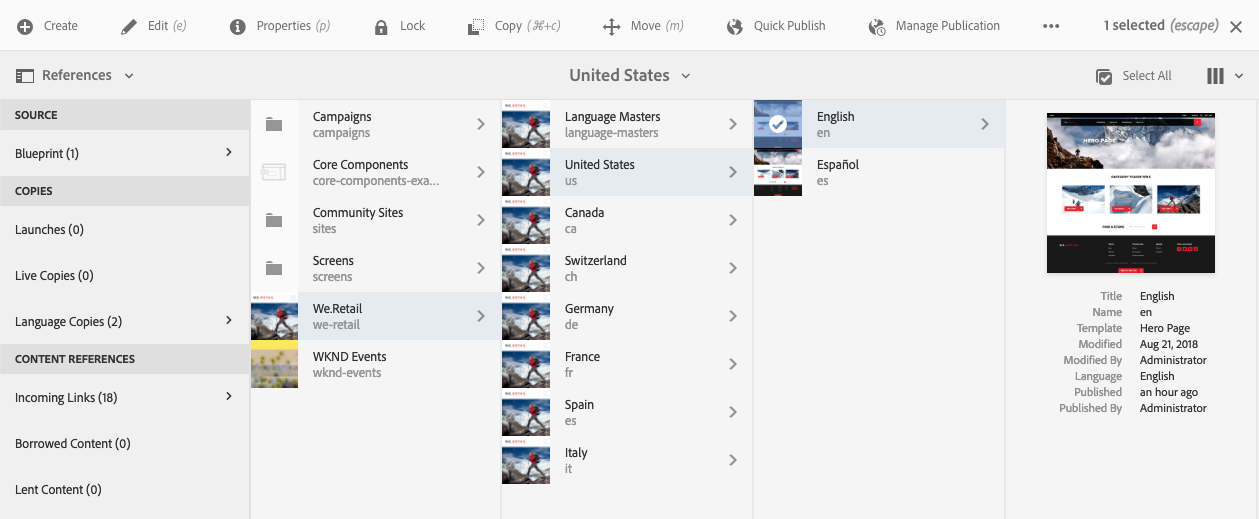 Create
Edit (e)
Properties (p)
Lock
Copy (⌘+c)
Move (m)
Quick Publish
Manage Publication
1 selected (escape)
References
United States
Select All
SOURCE
Blueprint (1)
COPIES
Launches (0)
Live Copies (0)
Language Copies (2)
CONTENT REFERENCES
Incoming Links (18)
Borrowed Content (0)
Lent Content (0)
Campaigns
campaigns
Core Components
core-components-exa...
Community Sites
sites
Screens
screens
We.Retail
we-retail
WKND Events
wknd-events
Language Masters
language-masters
United States
us
Canada
ca
Switzerland
ch
Germany
de
France
fr
Spain
es
Italy
it
English
en
Español
es
HERO PAGE
Title English
Name en
Template Hero Page
Modified Aug 21, 2018
Modified By Administrator
Language English
Published an hour ago
Published By Administrator